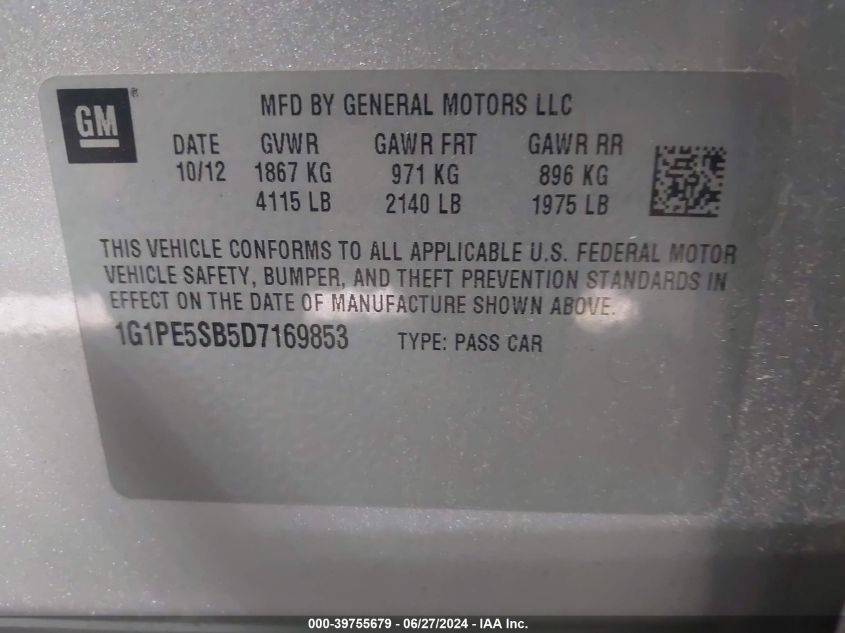 GM®
MFD BY GENERAL MOTORS LLC
DATE GVWR GAWR FRT GAWR RR
10/12 1867 KG 971 KG 896 KG
4115 LB 2140 LB 1975 LB
THIS VEHICLE CONFORMS TO ALL APPLICABLE U.S. FEDERAL MOTOR
VEHICLE SAFETY, BUMPER, AND THEFT PREVENTION STANDARDS IN
EFFECT ON THE DATE OF MANUFACTURE SHOWN ABOVE.
1G1PE5SB5D7169853 TYPE: PASS CAR
000-39755679 - 06/27/2024 - IAA Inc.